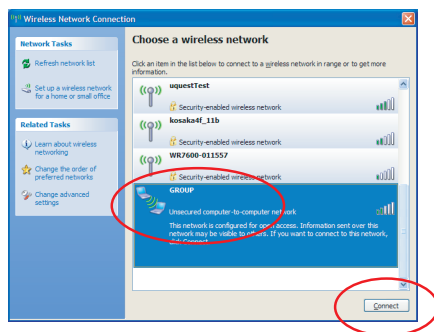 Wireless Network Connection
Network Tasks
Refresh network list
Set up a wireless network
for a home or small office
Related Tasks
Learn about wireless
networking
Change the order of
preferred networks
Change advanced
settings
Choose a wireless network
Click an item in the list below to connect to a wireless network in range or to get more
information.
uquestTest
Security-enabled wireless network
kosaka4f_11b
Security-enabled wireless network
WR7600-011557
Security-enabled wireless network
GROUP
Unsecured computer-to-computer network
This network is configured for open access. Information sent over this
network may be visible to others. If you want to connect to this network,
click Connect.
Connect